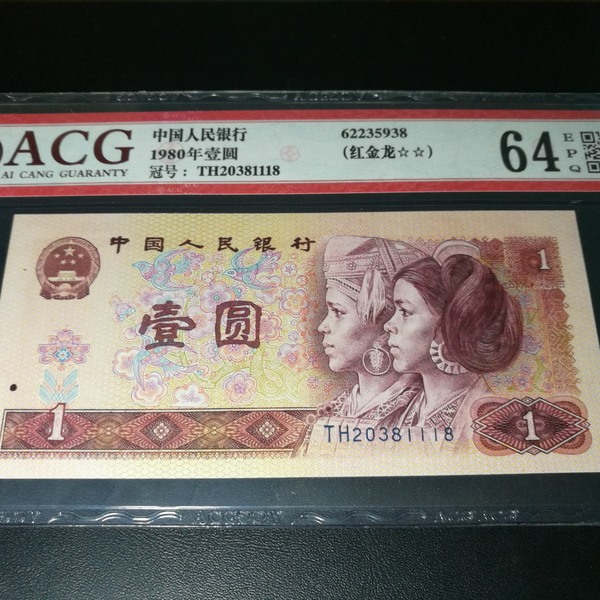 ACG
AI CANG GUARANTY
中国人民银行
1980年壹圆
冠号： TH20381118
62235938
(红金龙☆☆)
64
EPQ
中国人民银行
1
壹圆
1
TH20381118
1